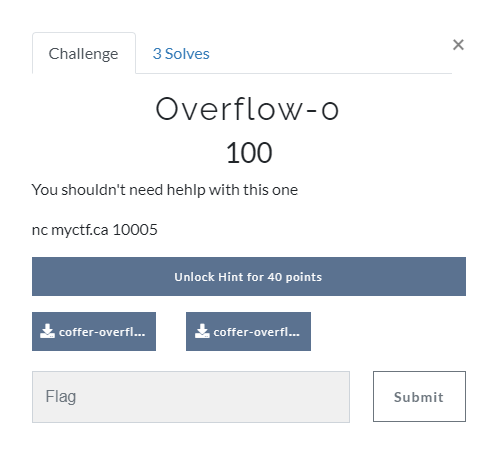 Challenge
3 Solves
×
Overflow-0
100
You shouldn't need hehlp with this one
nc myctf.ca 10005
Unlock Hint for 40 points
coffer-overfl...
coffer-overfl...
Flag
Submit